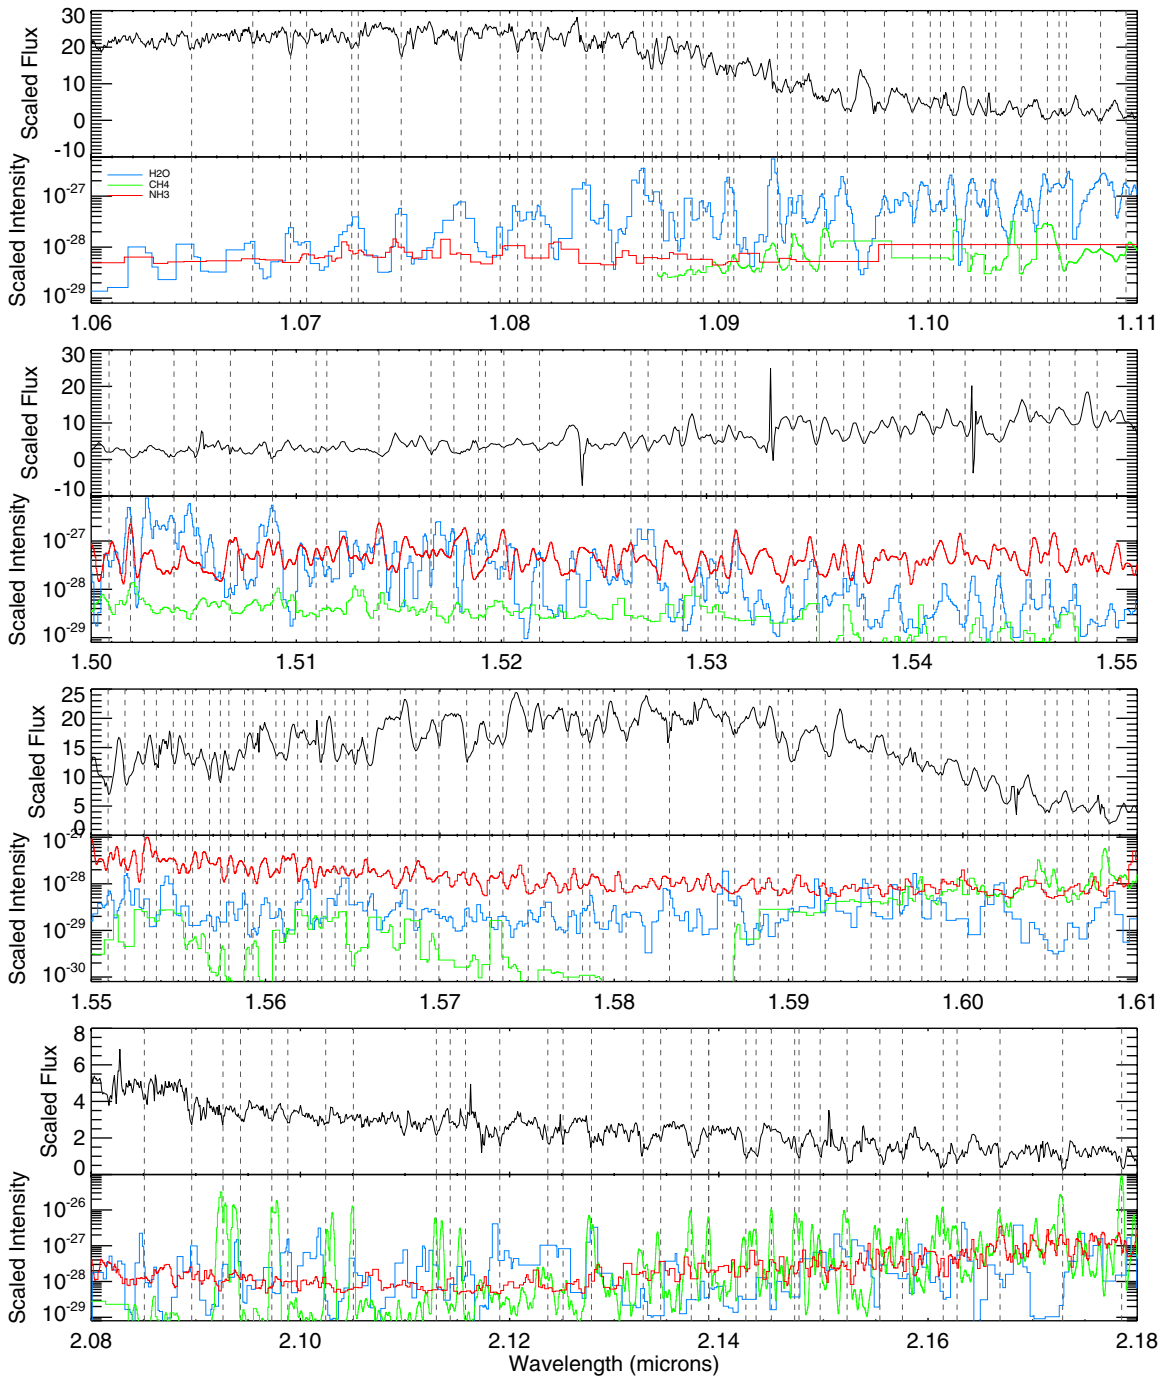 30
20
10
0
-10
Scaled Flux
10^-27
10^-28
10^-29
Scaled Intensity
H2O
CH4
NH3
1.06 1.07 1.08 1.09 1.10 1.11
30
20
10
0
-10
Scaled Flux
10^-27
10^-28
10^-29
Scaled Intensity
1.50 1.51 1.52 1.53 1.54 1.55
25
20
15
10
5
0
Scaled Flux
10^-27
10^-28
10^-29
10^-30
Scaled Intensity
1.55 1.56 1.57 1.58 1.59 1.60 1.61
8
6
4
2
0
Scaled Flux
10^-26
10^-27
10^-28
10^-29
Scaled Intensity
2.08 2.10 2.12 2.14 2.16 2.18
Wavelength (microns)